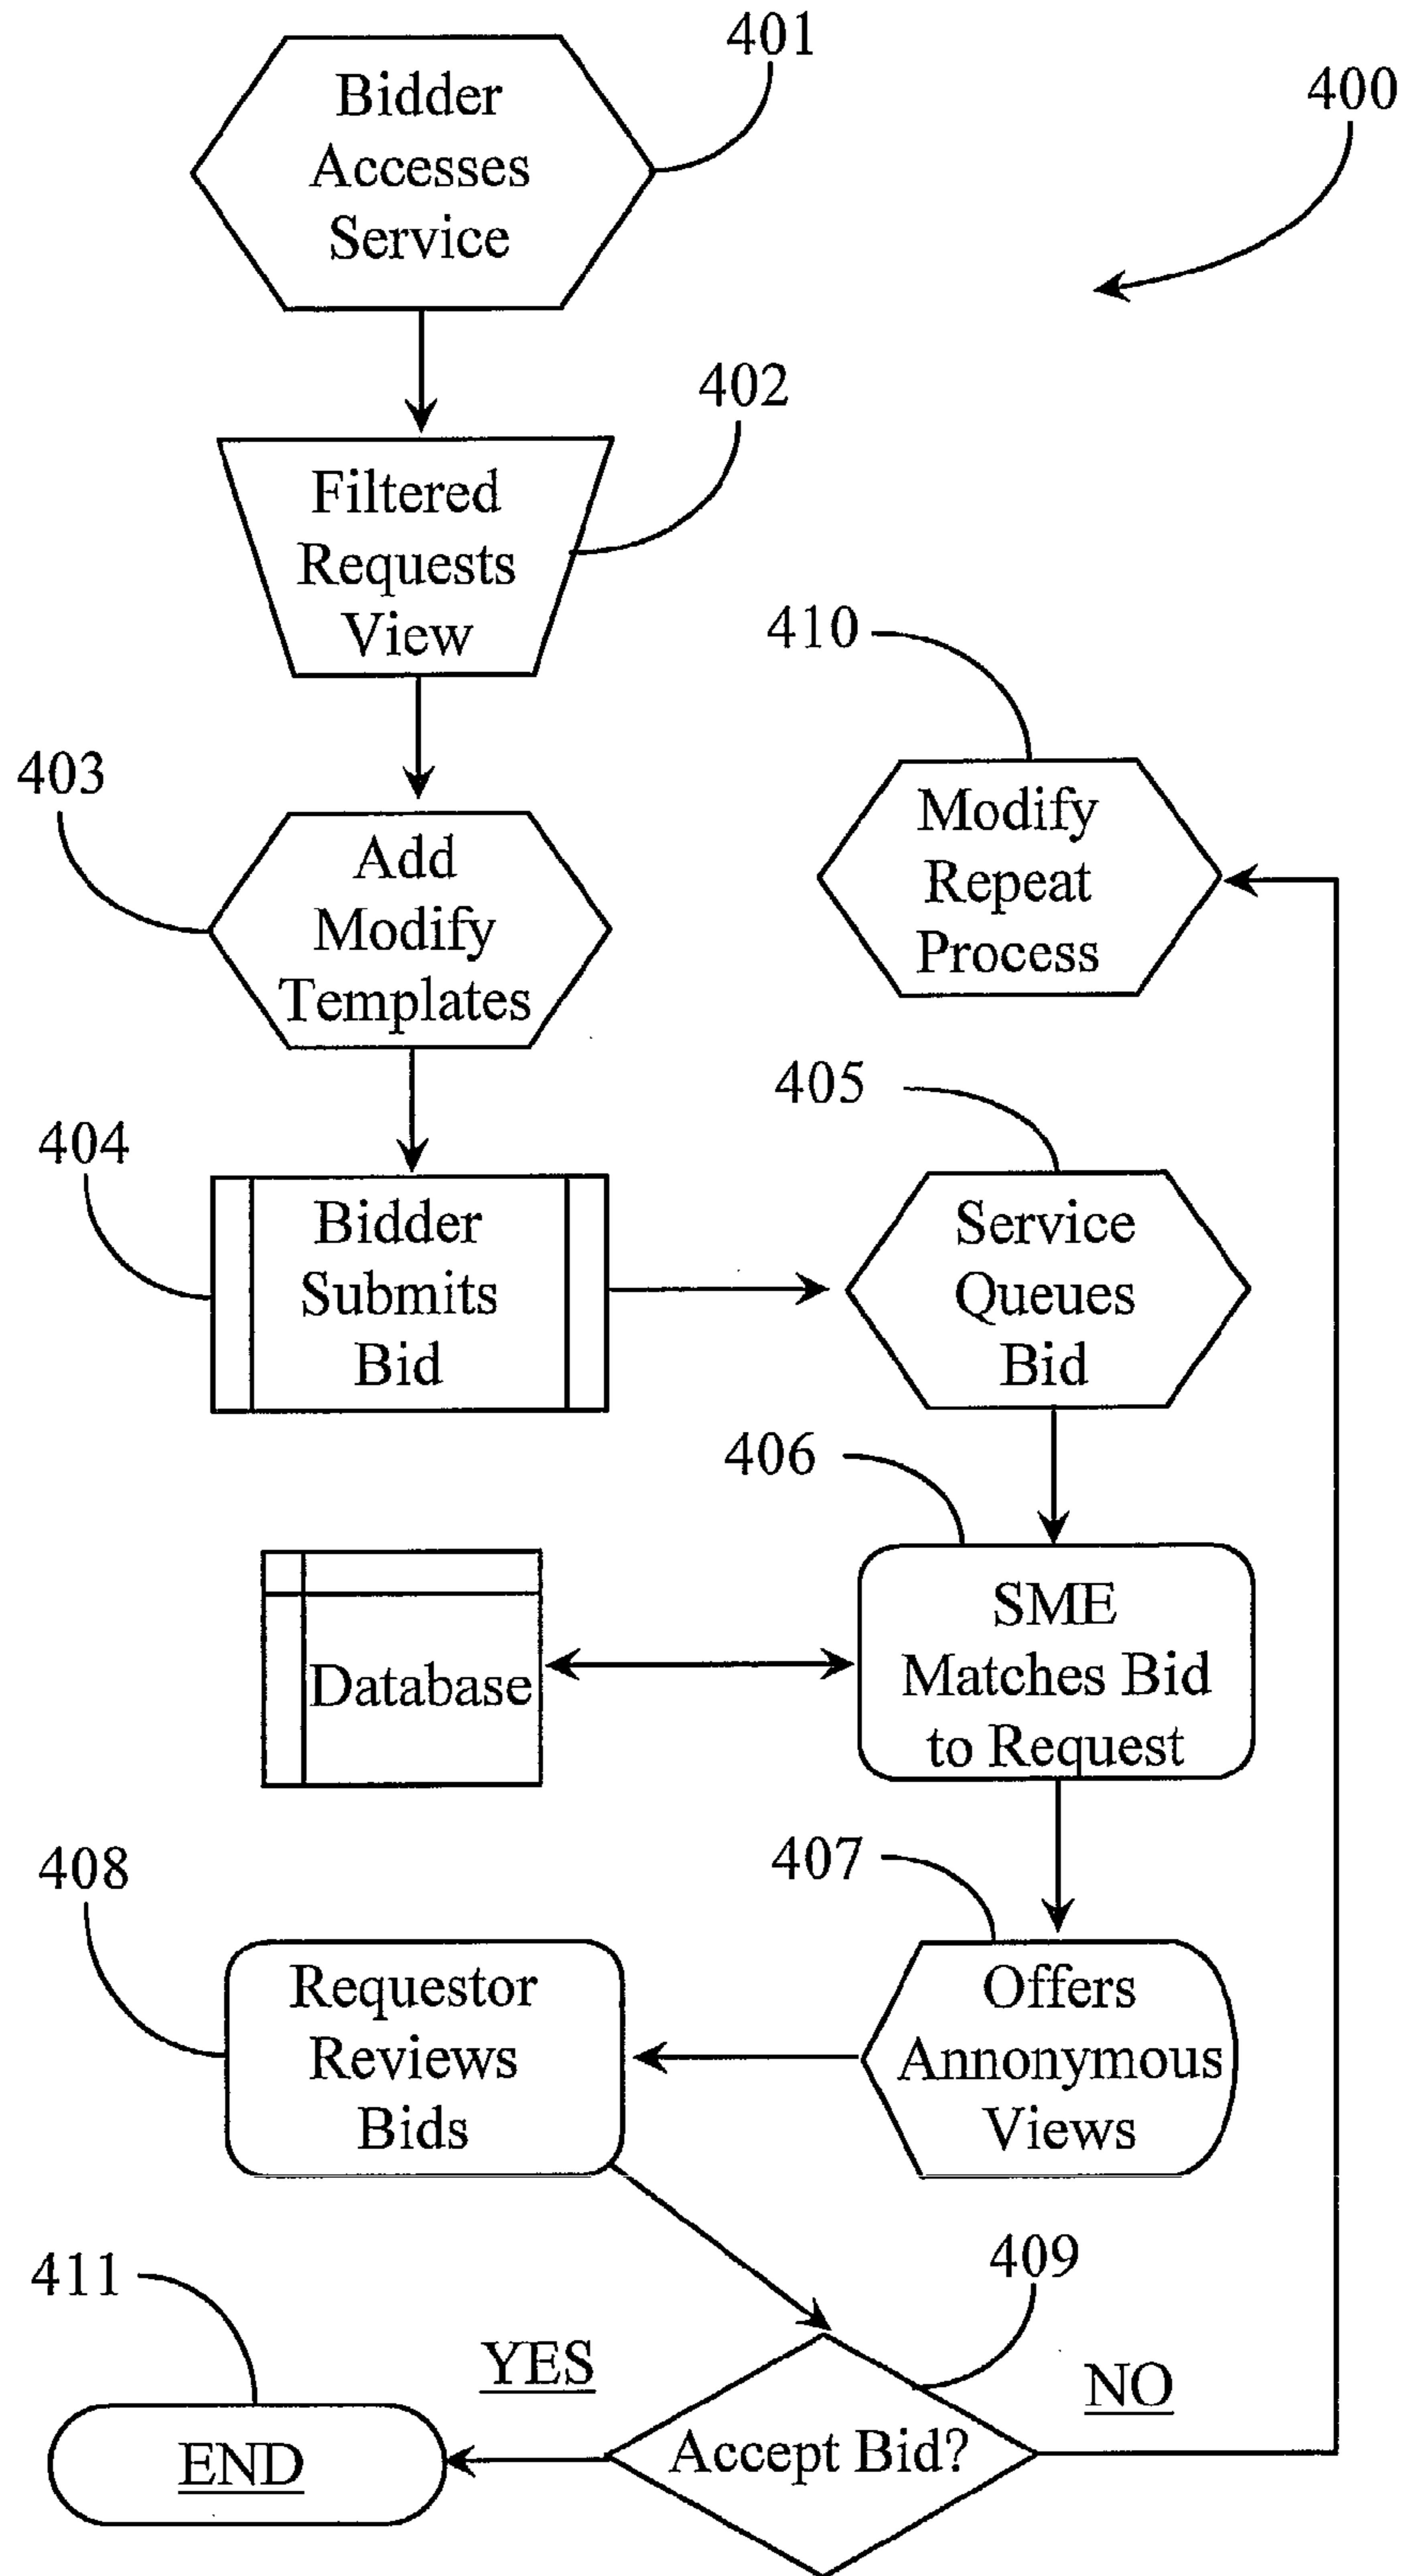 401
400
Bidder
Accesses
Service
402
Filtered
Requests
View
410
403
Add
Modify
Templates
Modify
Repeat
Process
405
404
Bidder
Submits
Bid
Service
Queues
Bid
406
Database
SME
Matches Bid
to Request
407
408
Requestor
Reviews
Bids
Offers
Annonymous
Views
409
411
YES
NO
END
Accept Bid?